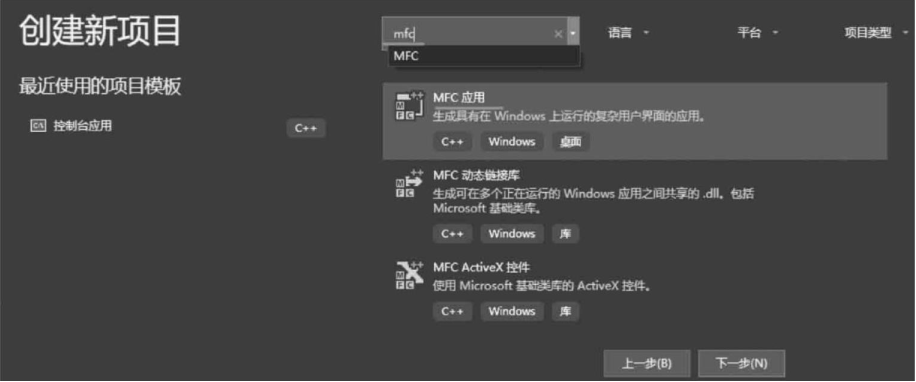 创建新项目
最近使用的项目模板
控制台应用
C++
mfc
MFC
语言
平台
项目类型
MFC 应用
生成具有在 Windows 上运行的复杂用户界面的应用。
C++ Windows 桌面
MFC 动态链接库
生成可在多个正在运行的 Windows 应用之间共享的 .dll。包括
Microsoft 基础类库。
C++ Windows 库
MFC ActiveX 控件
使用 Microsoft 基础类库的 ActiveX 控件。
C++ Windows 库
上一步(B)
下一步(N)